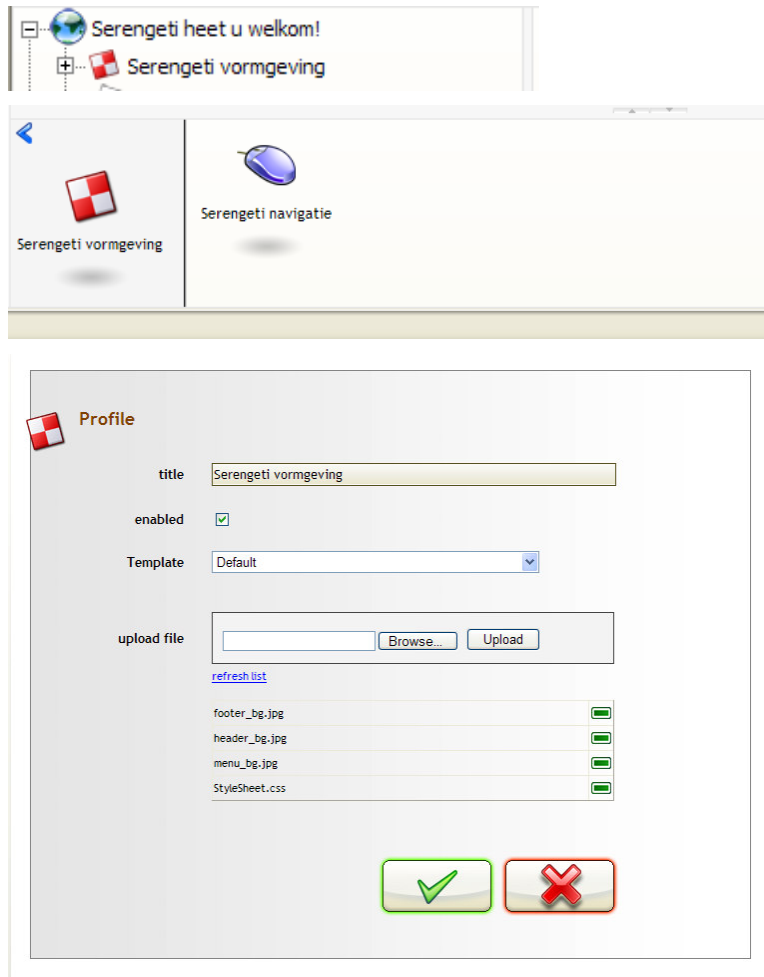 Serengeti heet u welkom!
Serengeti vormgeving
Serengeti vormgeving
Serengeti navigatie
Profile
title Serengeti vormgeving
enabled
Template Default
upload file Browse... Upload
refresh list
footer_bg.jpg
header_bg.jpg
menu_bg.jpg
StyleSheet.css